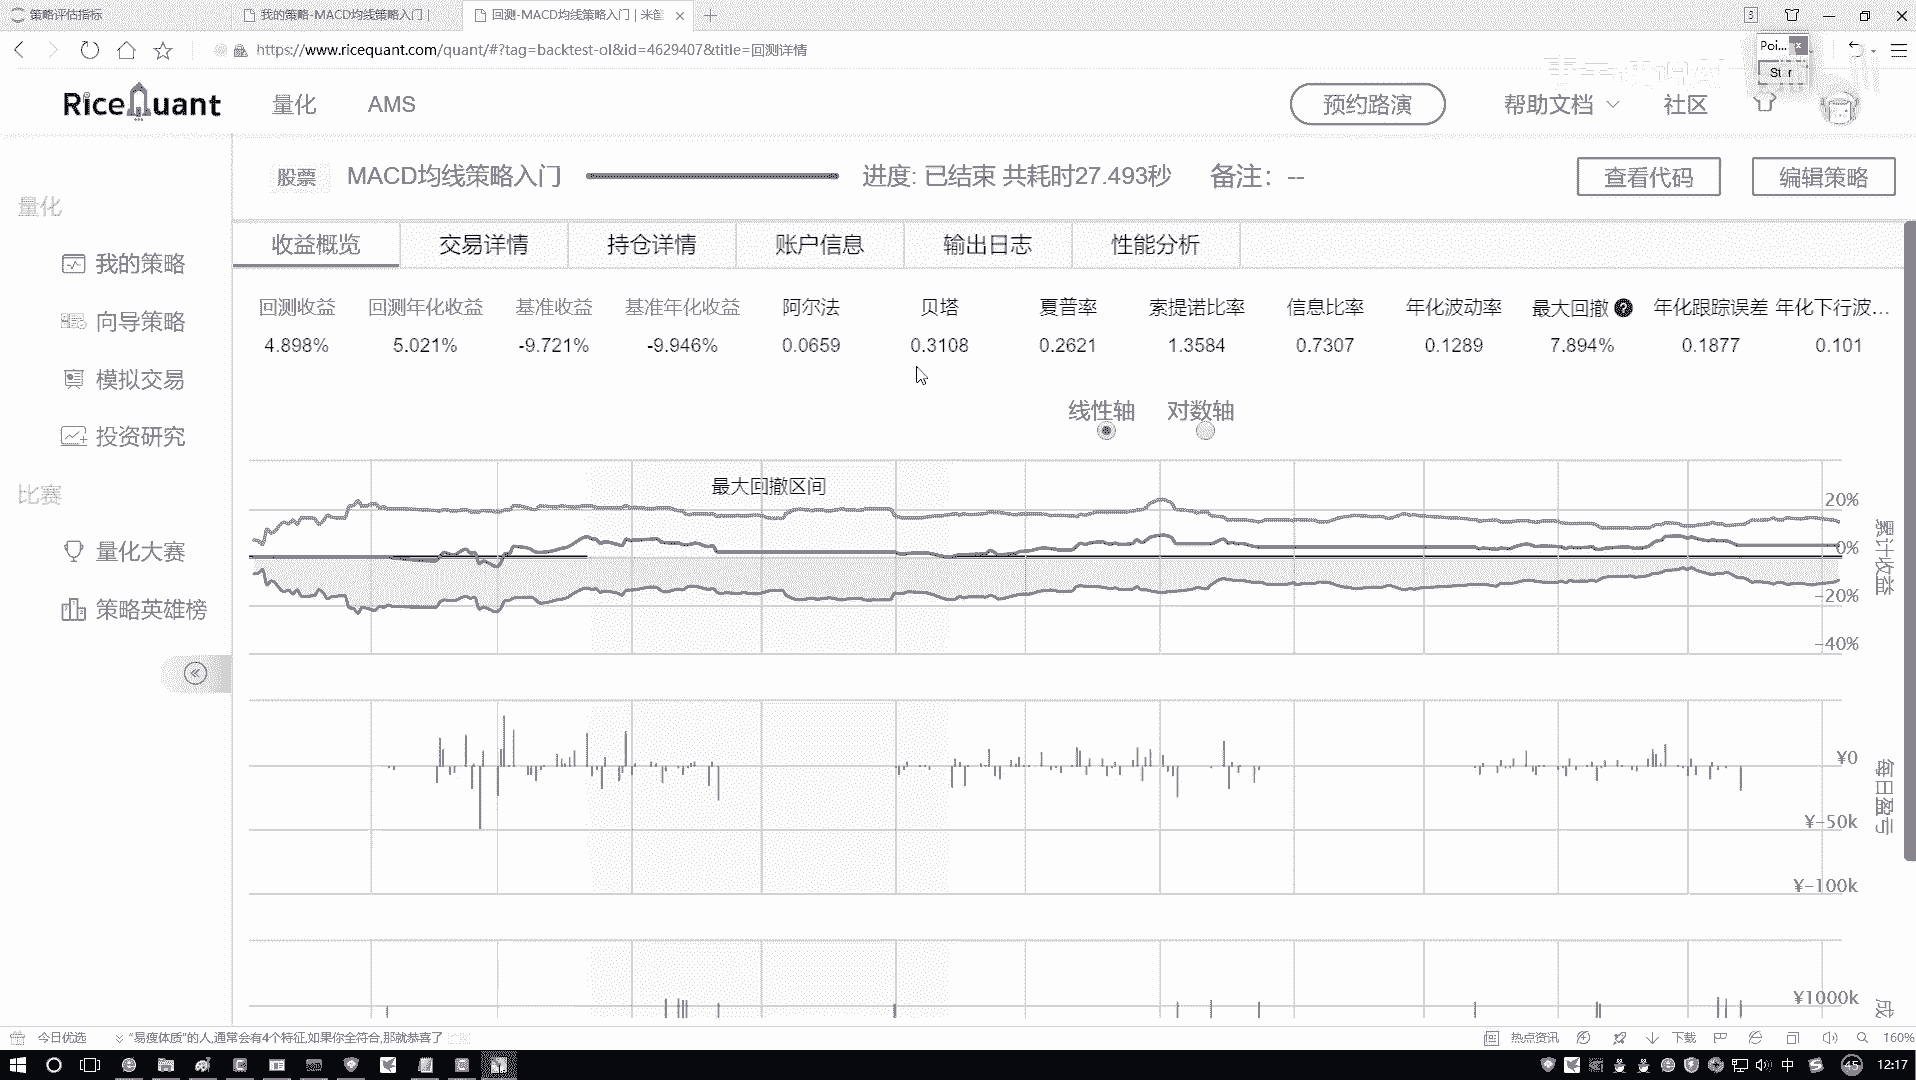 策略评估指标
我的策略-MACD均线策略入门 |
回测-MACD均线策略入门 | 米筐
https://www.ricequant.com/quant/#?tag=backtest-ol&id=4629407&title=回测详情
Poi...
RiceQuant
量化
AMS
预约路演
帮助文档
社区
股票
MACD均线策略入门
进度: 已结束 共耗时27.493秒
备注: --
查看代码
编辑策略
量化
我的策略
向导策略
模拟交易
投资研究
比赛
量化大赛
策略英雄榜
收益概览
交易详情
持仓详情
账户信息
输出日志
性能分析
回测收益 回测年化收益 基准收益 基准年化收益 阿尔法 贝塔 夏普率 索提诺比率 信息比率 年化波动率 最大回撤 年化跟踪误差 年化下行波...
4.898% 5.021% -9.721% -9.946% 0.0659 0.3108 0.2621 1.3584 0.7307 0.1289 7.894% 0.1877 0.101
线性轴 对数轴
最大回撤区间
20%
0%
-20%
-40%
累计收益
¥0
¥-50k
¥-100k
每日盈亏
¥1000k
成
今日优选
“易瘦体质”的人,通常会有4个特征,如果你全符合,那就恭喜了
热点资讯
下载
160%
中
45
12:17